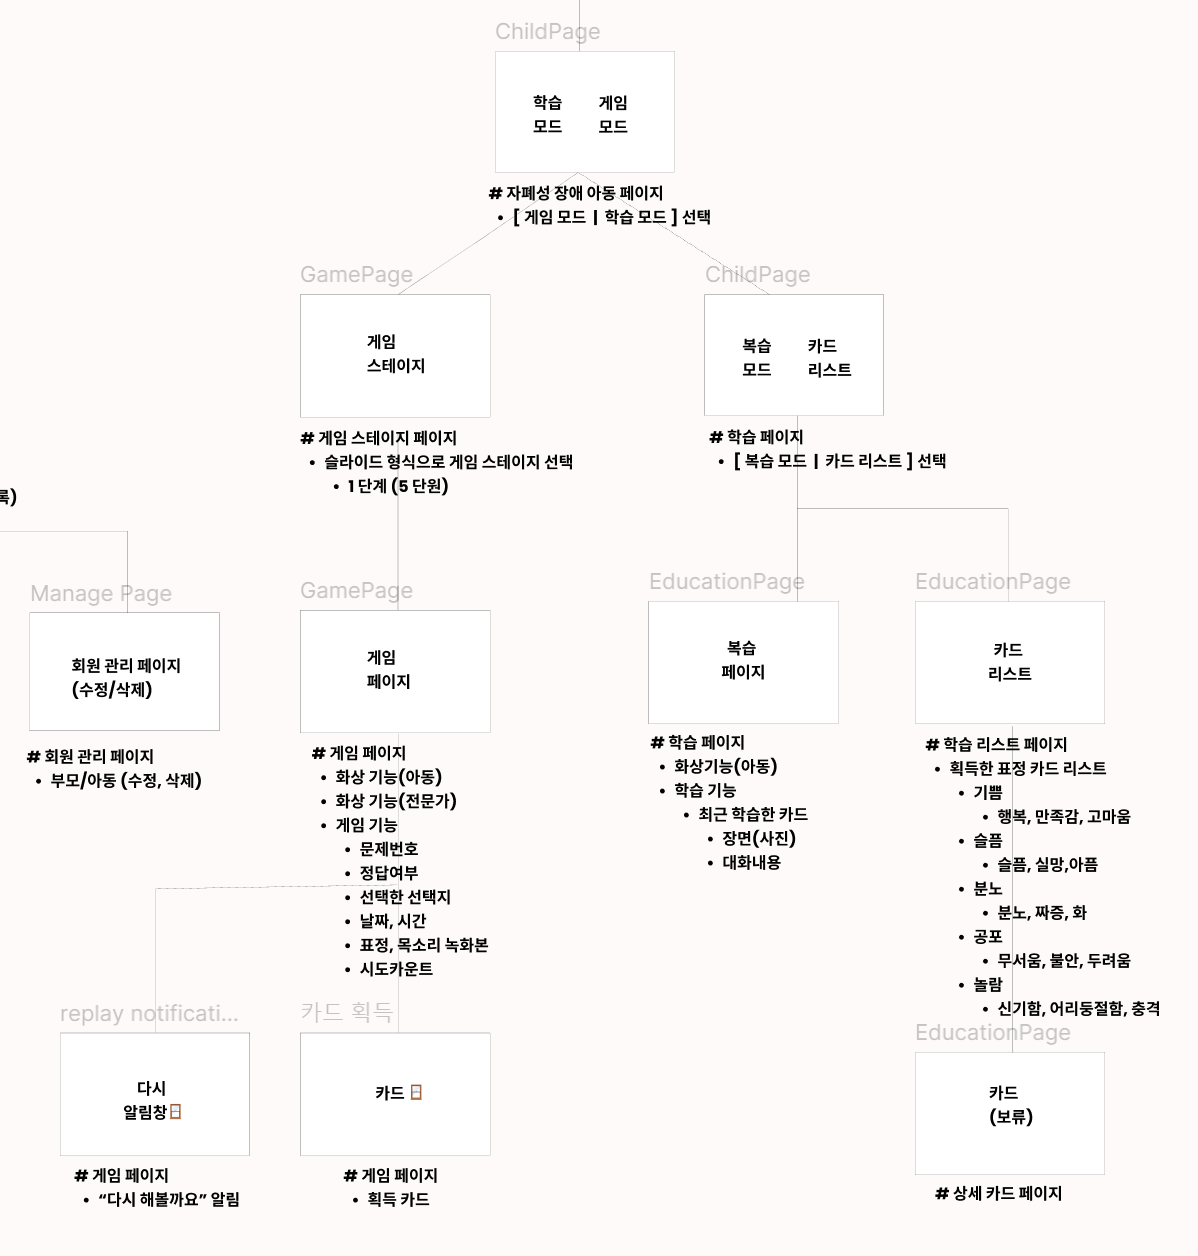 ChildPage
학습 모드
게임 모드
# 자폐성 장애 아동 페이지
• [ 게임 모드 | 학습 모드 ] 선택
GamePage
게임
스테이지
# 게임 스테이지 페이지
• 슬라이드 형식으로 게임 스테이지 선택
• 1 단계 (5 단원)
ChildPage
복습 모드
카드 리스트
# 학습 페이지
• [ 복습 모드 | 카드 리스트 ] 선택
록)
Manage Page
회원 관리 페이지
(수정/삭제)
# 회원 관리 페이지
• 부모/아동 (수정, 삭제)
GamePage
게임
페이지
# 게임 페이지
• 화상 기능(아동)
• 화상 기능(전문가)
• 게임 기능
• 문제번호
• 정답여부
• 선택한 선택지
• 날짜, 시간
• 표정, 목소리 녹화본
• 시도카운트
EducationPage
복습
페이지
# 학습 페이지
• 화상기능(아동)
• 학습 기능
• 최근 학습한 카드
• 장면(사진)
• 대화내용
EducationPage
카드
리스트
# 학습 리스트 페이지
• 획득한 표정 카드 리스트
• 기쁨
• 행복, 만족감, 고마움
• 슬픔
• 슬픔, 실망,아픔
• 분노
• 분노, 짜증, 화
• 공포
• 무서움, 불안, 두려움
• 놀람
• 신기함, 어리둥절함, 충격
replay notificati...
다시
알림창
# 게임 페이지
• “다시 해볼까요” 알림
카드 획득
카드
# 게임 페이지
• 획득 카드
EducationPage
카드
(보류)
# 상세 카드 페이지